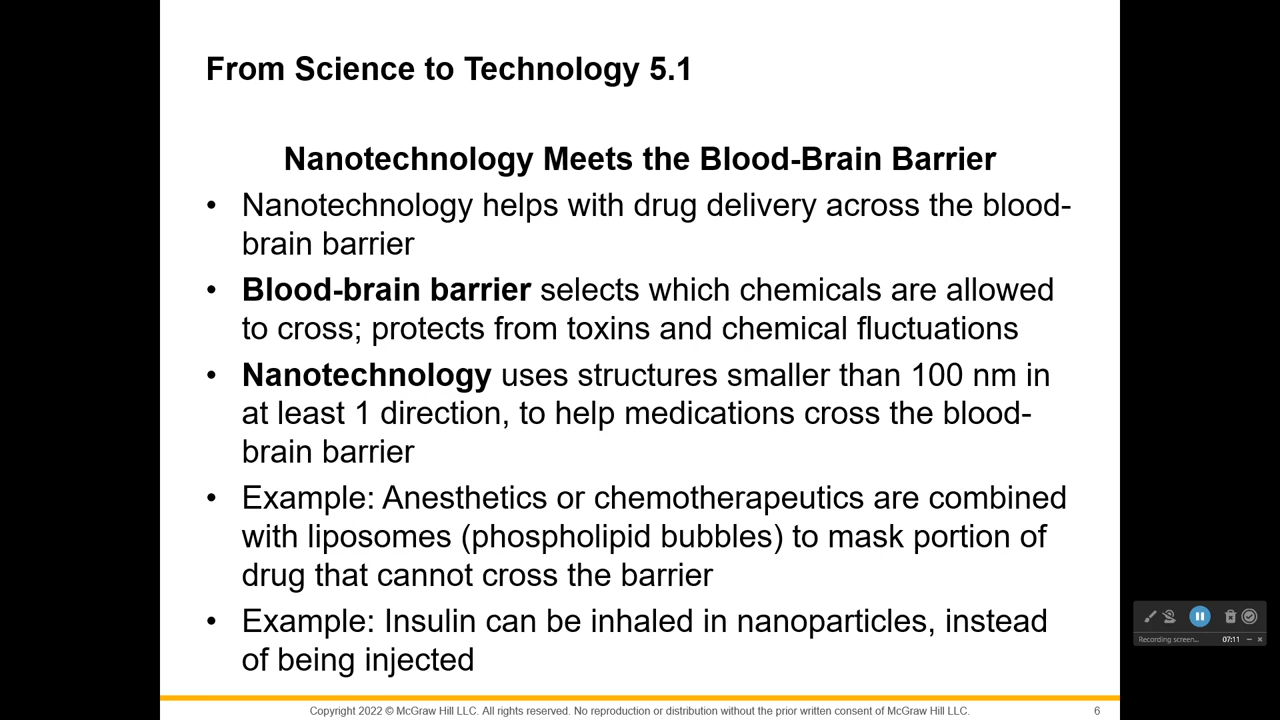 From Science to Technology 5.1
Nanotechnology Meets the Blood-Brain Barrier
• Nanotechnology helps with drug delivery across the blood-
brain barrier
• Blood-brain barrier selects which chemicals are allowed
to cross; protects from toxins and chemical fluctuations
• Nanotechnology uses structures smaller than 100 nm in
at least 1 direction, to help medications cross the blood-
brain barrier
• Example: Anesthetics or chemotherapeutics are combined
with liposomes (phospholipid bubbles) to mask portion of
drug that cannot cross the barrier
• Example: Insulin can be inhaled in nanoparticles, instead
of being injected
Recording screen... 07:11
Copyright 2022 © McGraw Hill LLC. All rights reserved. No reproduction or distribution without the prior written consent of McGraw Hill LLC. 6